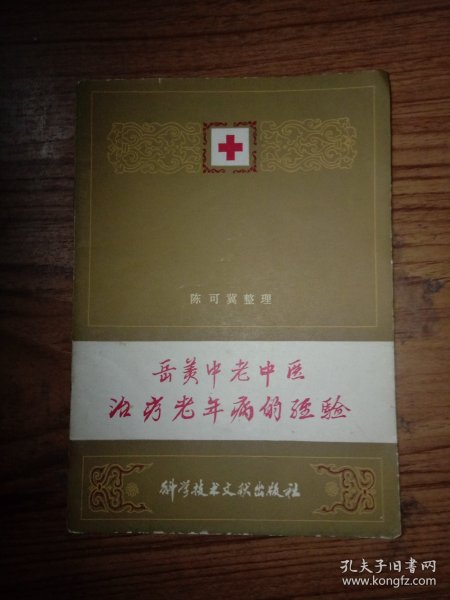 陈可冀整理
岳美中老中医
治疗老年病的经验
科学技术文献出版社
孔夫子旧书网
www.kongfz.com